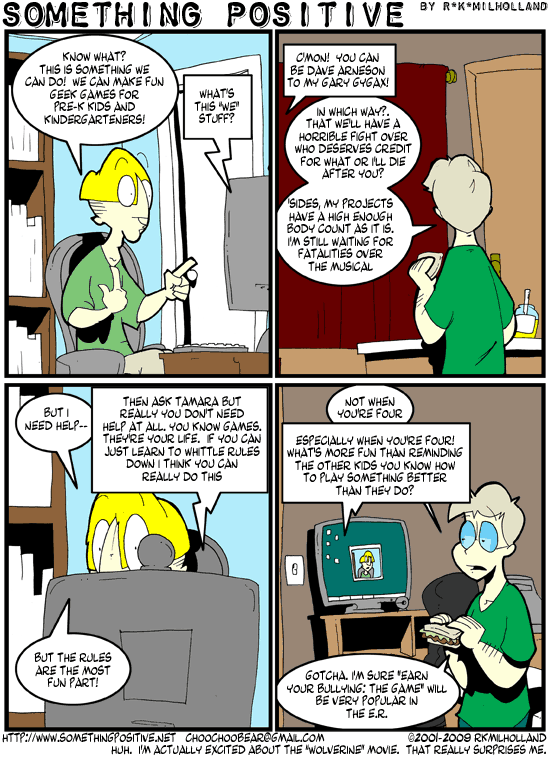 SOMETHING POSITIVE
BY R*K*MILHOLLAND
KNOW WHAT?
THIS IS SOMETHING WE
CAN DO! WE CAN MAKE FUN
GEEK GAMES FOR
PRE-K KIDS AND
KINDERGARTENERS!
WHAT'S
THIS "WE"
STUFF?
C'MON! YOU CAN
BE DAVE ARNESON
TO MY GARY GYGAX!
IN WHICH WAY?.
THAT WE'LL HAVE A
HORRIBLE FIGHT OVER
WHO DESERVES CREDIT
FOR WHAT OR I'LL DIE
AFTER YOU?
'SIDES, MY PROJECTS
HAVE A HIGH ENOUGH
BODY COUNT AS IT IS.
I'M STILL WAITING FOR
FATALITIES OVER
THE MUSICAL
BUT I
NEED HELP--
THEN ASK TAMARA BUT
REALLY YOU DON'T NEED
HELP AT ALL. YOU KNOW GAMES.
THEY'RE YOUR LIFE. IF YOU CAN
JUST LEARN TO WHITTLE RULES
DOWN I THINK YOU CAN
REALLY DO THIS
BUT THE RULES
ARE THE MOST
FUN PART!
NOT WHEN
YOU'RE FOUR
ESPECIALLY WHEN YOU'RE FOUR!
WHAT'S MORE FUN THAN REMINDING
THE OTHER KIDS YOU KNOW HOW
TO PLAY SOMETHING BETTER
THAN THEY DO?
GOTCHA. I'M SURE "EARN
YOUR BULLYING: THE GAME" WILL
BE VERY POPULAR IN
THE E.R.
HTTP://WWW.SOMETHINGPOSITIVE.NET CHOOCHOOBEAR@GMAIL.COM ©2001-2009 RKMILHOLLAND
HUH. I'M ACTUALLY EXCITED ABOUT THE "WOLVERINE" MOVIE. THAT REALLY SURPRISES ME.